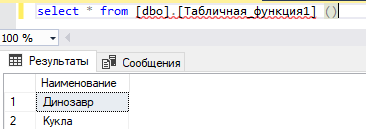 select * from [dbo].[Табличная_функция1] ()
100 %
Результаты Сообщения
Наименование
1 Динозавр
2 Кукла